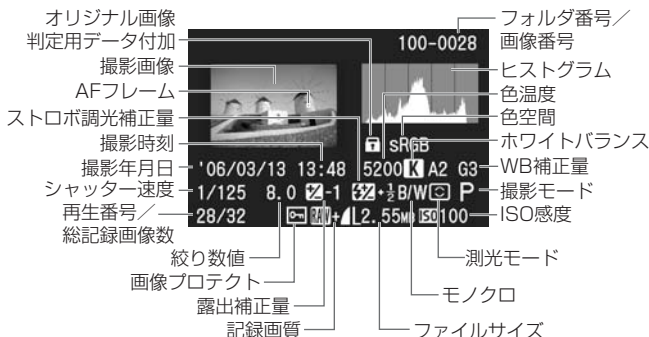 オリジナル画像
判定用データ付加
撮影画像
AFフレーム
ストロボ調光補正量
撮影時刻
撮影年月日
シャッター速度
再生番号／
総記録画像数
100-0028
sRGB
'06/03/13 13:48 5200 K A2 G3
1/125 8.0 -1 +½ B/W P
28/32 RAW+ L2.55MB ISO100
フォルダ番号／
画像番号
ヒストグラム
色温度
色空間
ホワイトバランス
WB補正量
撮影モード
ISO感度
絞り数値
画像プロテクト
露出補正量
記録画質
測光モード
モノクロ
ファイルサイズ